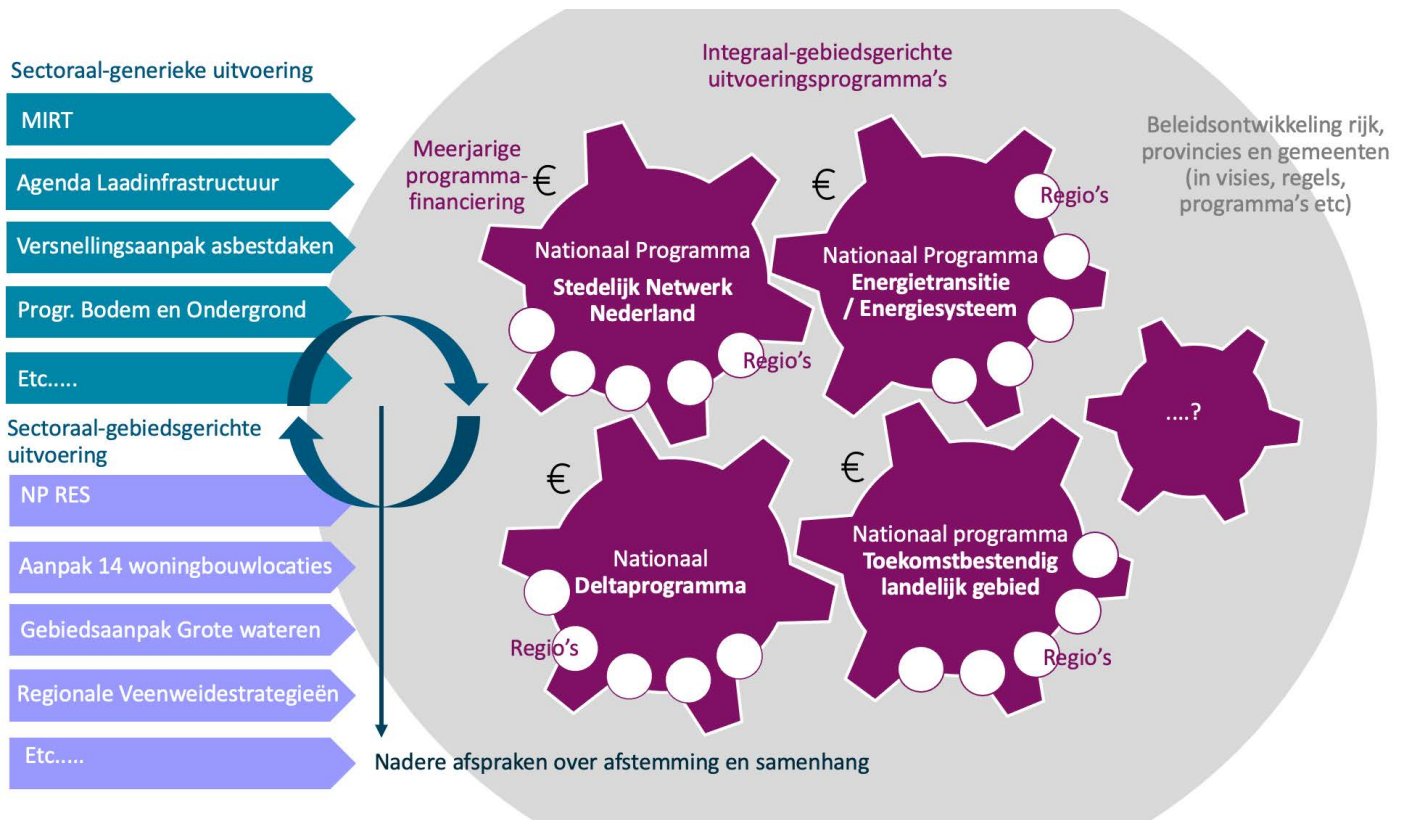 Sectoraal-generieke uitvoering
MIRT
Agenda Laadinfrastructuur
Versnellingsaanpak asbestdaken
Progr. Bodem en Ondergrond
Etc.....
Sectoraal-gebiedsgerichte
uitvoering
NP RES
Aanpak 14 woningbouwlocaties
Gebiedsaanpak Grote wateren
Regionale Veenweidestrategieën
Etc.....
Integraal-gebiedsgerichte
uitvoeringsprogramma's
Meerjarige
programma-
financiering
€
Nationaal Programma
Stedelijk Netwerk
Nederland
Regio's
€
Nationaal Programma
Energietransitie
/ Energiesysteem
Regio's
Beleidsontwikkeling rijk,
provincies en gemeenten
(in visies, regels,
programma's etc)
....?
€
Nationaal
Deltaprogramma
Regio's
€
Nationaal programma
Toekomstbestendig
landelijk gebied
Regio's
Nadere afspraken over afstemming en samenhang